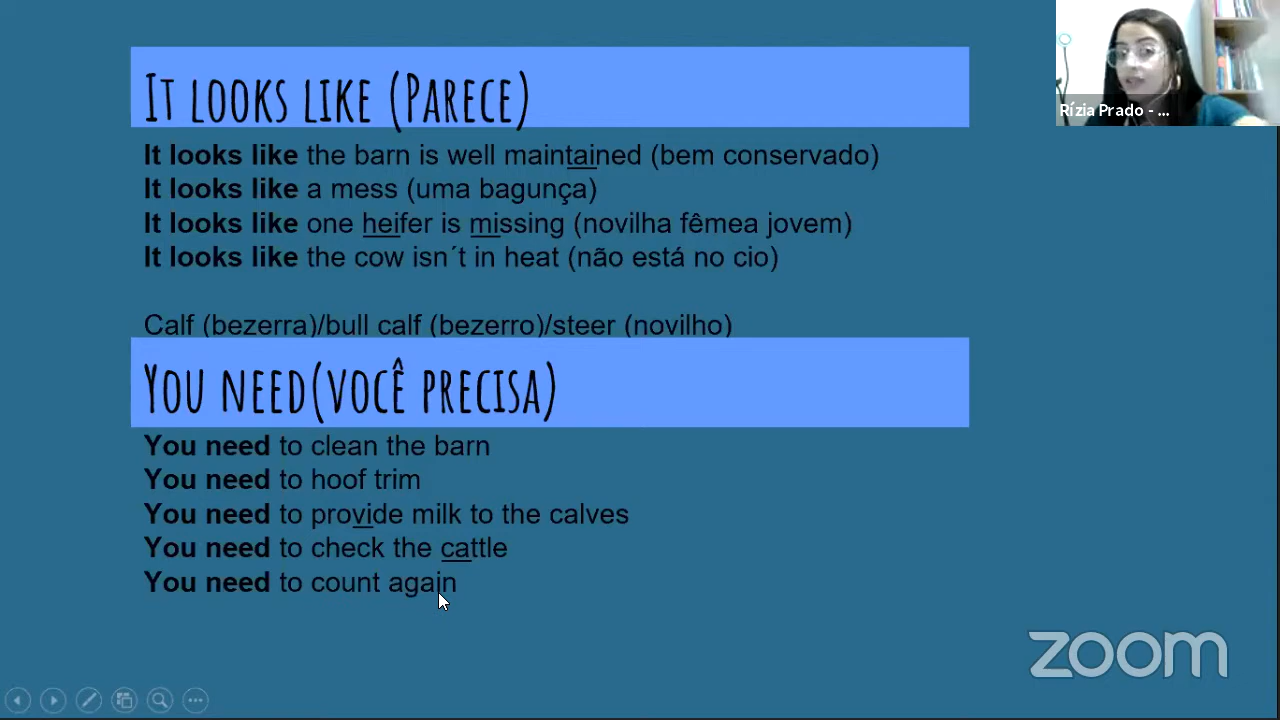 IT LOOKS LIKE (PARECE)
It looks like the barn is well maintained (bem conservado)
It looks like a mess (uma bagunça)
It looks like one heifer is missing (novilha fêmea jovem)
It looks like the cow isn´t in heat (não está no cio)
Calf (bezerra)/bull calf (bezerro)/steer (novilho)
YOU NEED(VOCÊ PRECISA)
You need to clean the barn
You need to hoof trim
You need to provide milk to the calves
You need to check the cattle
You need to count again
Rízia Prado - ...
zoom